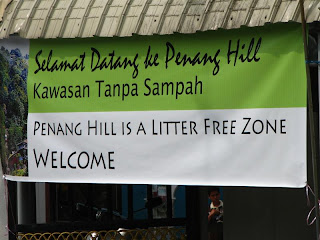 Selamat Datang ke Penang Hill
Kawasan Tanpa Sampah
PENANG HILL IS A LITTER FREE ZONE
WELCOME